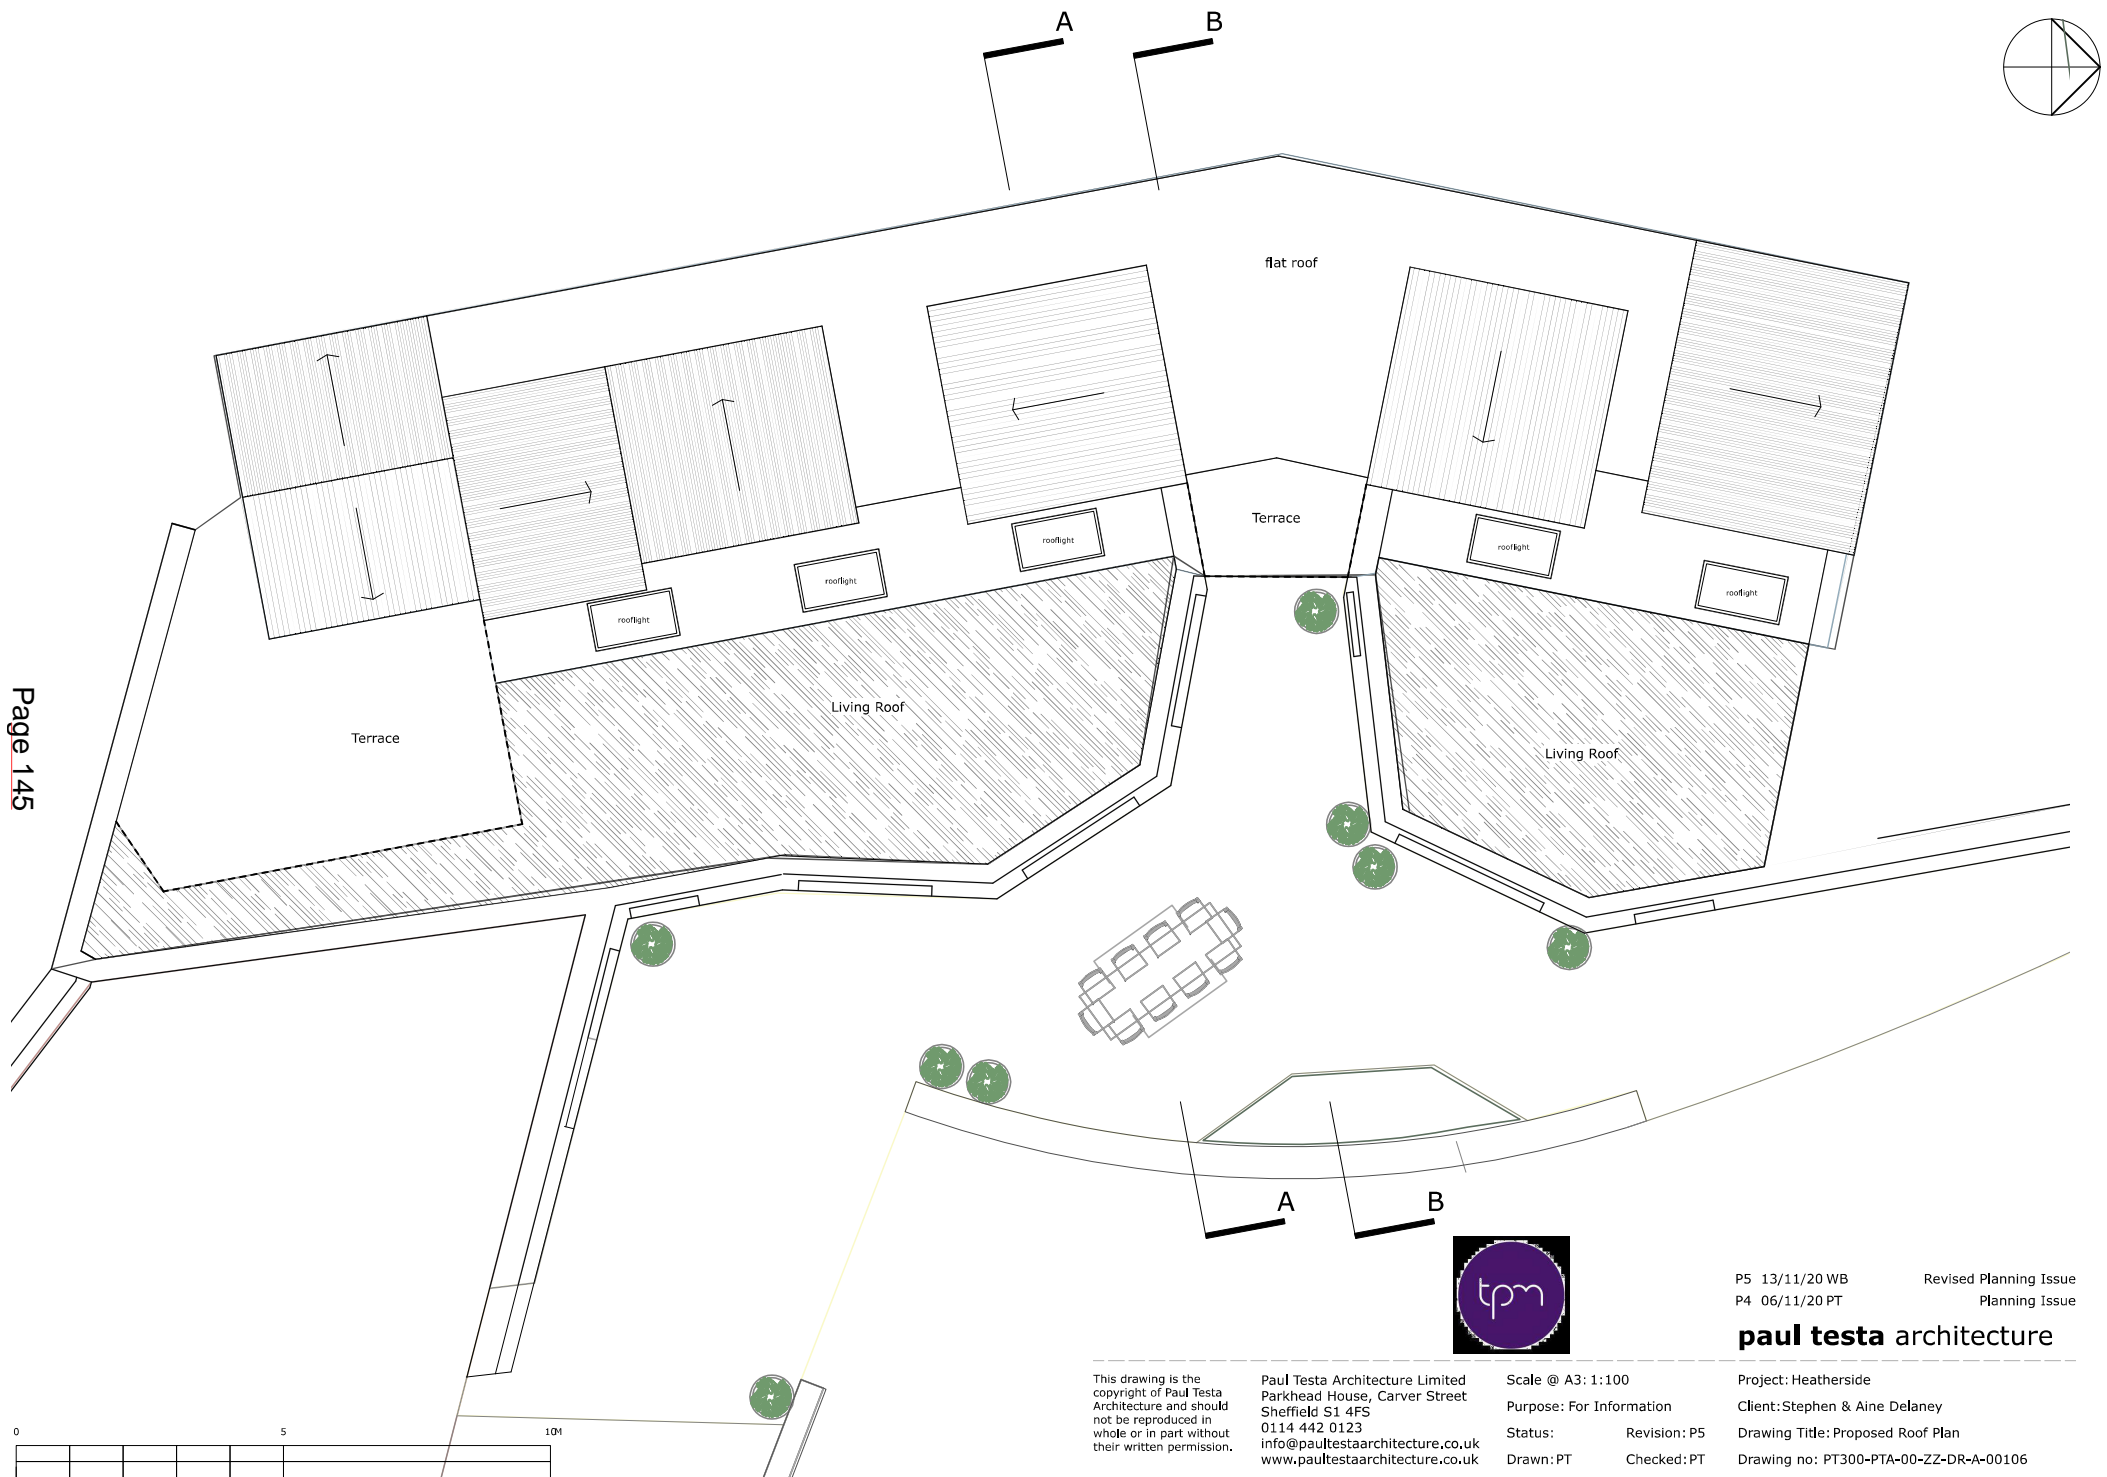 A
B
flat roof
Terrace
rooflight
rooflight
rooflight
rooflight
rooflight
rooflight
Living Roof
Terrace
Living Roof
Page 145
A
B
tpm
P5 13/11/20 WB Revised Planning Issue
P4 06/11/20 PT Planning Issue
paul testa architecture
This drawing is the
copyright of Paul Testa
Architecture and should
not be reproduced in
whole or in part without
their written permission.
Paul Testa Architecture Limited
Parkhead House, Carver Street
Sheffield S1 4FS
0114 442 0123
info@paultestaarchitecture.co.uk
www.paultestaarchitecture.co.uk
Scale @ A3: 1:100
Purpose: For Information
Status: Revision: P5
Drawn: PT Checked: PT
Project: Heatherside
Client: Stephen & Aine Delaney
Drawing Title: Proposed Roof Plan
Drawing no: PT300-PTA-00-ZZ-DR-A-00106
0 5 10M